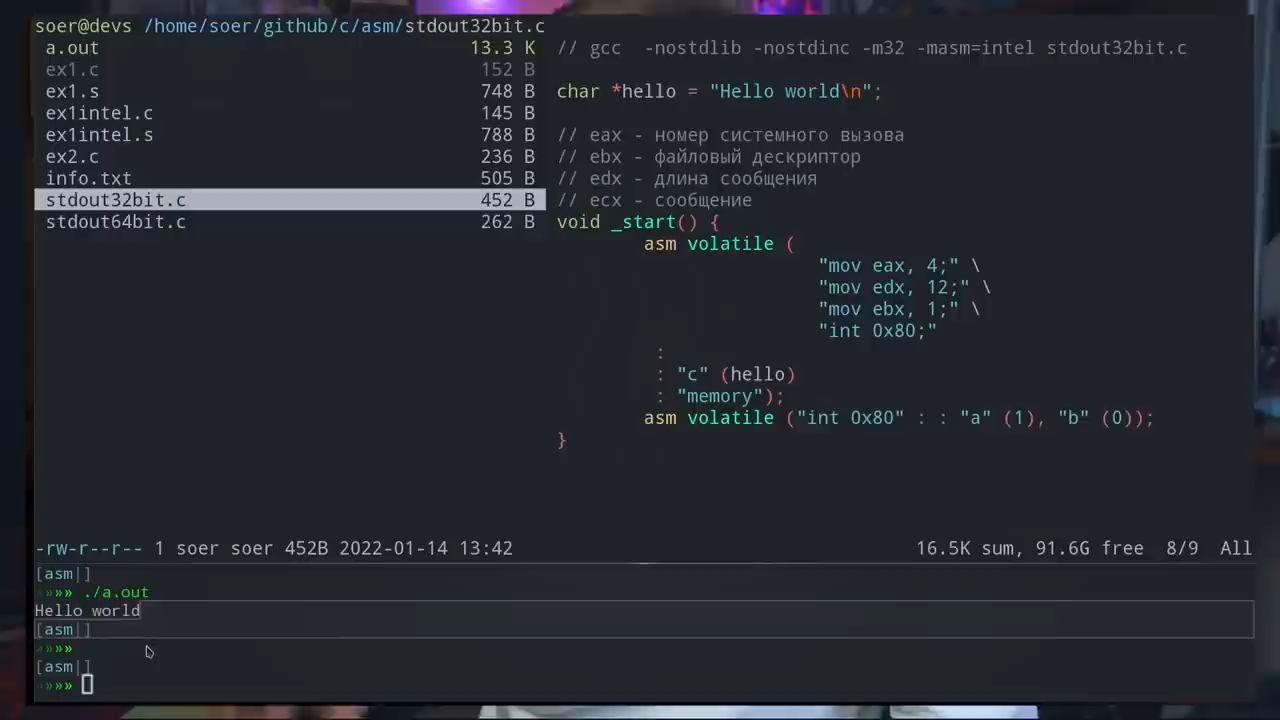 soer@devs /home/soer/github/c/asm/stdout32bit.c
a.out 13.3 K
ex1.c 152 B
ex1.s 748 B
ex1intel.c 145 B
ex1intel.s 788 B
ex2.c 236 B
info.txt 505 B
stdout32bit.c 452 B
stdout64bit.c 262 B
// gcc  -nostdlib -nostdinc -m32 -masm=intel stdout32bit.c
char *hello = "Hello world\n";
// eax - номер системного вызова
// ebx - файловый дескриптор
// edx - длина сообщения
// ecx - сообщение
void _start() {
asm volatile (
"mov eax, 4;" \
"mov edx, 12;" \
"mov ebx, 1;" \
"int 0x80;"
:
: "c" (hello)
: "memory");
asm volatile ("int 0x80" : : "a" (1), "b" (0));
}
-rw-r--r-- 1 soer soer 452B 2022-01-14 13:42 16.5K sum, 91.6G free 8/9 All
[asm|]
»»»» ./a.out
Hello world
[asm|]
»»»»
[asm|]
»»»»